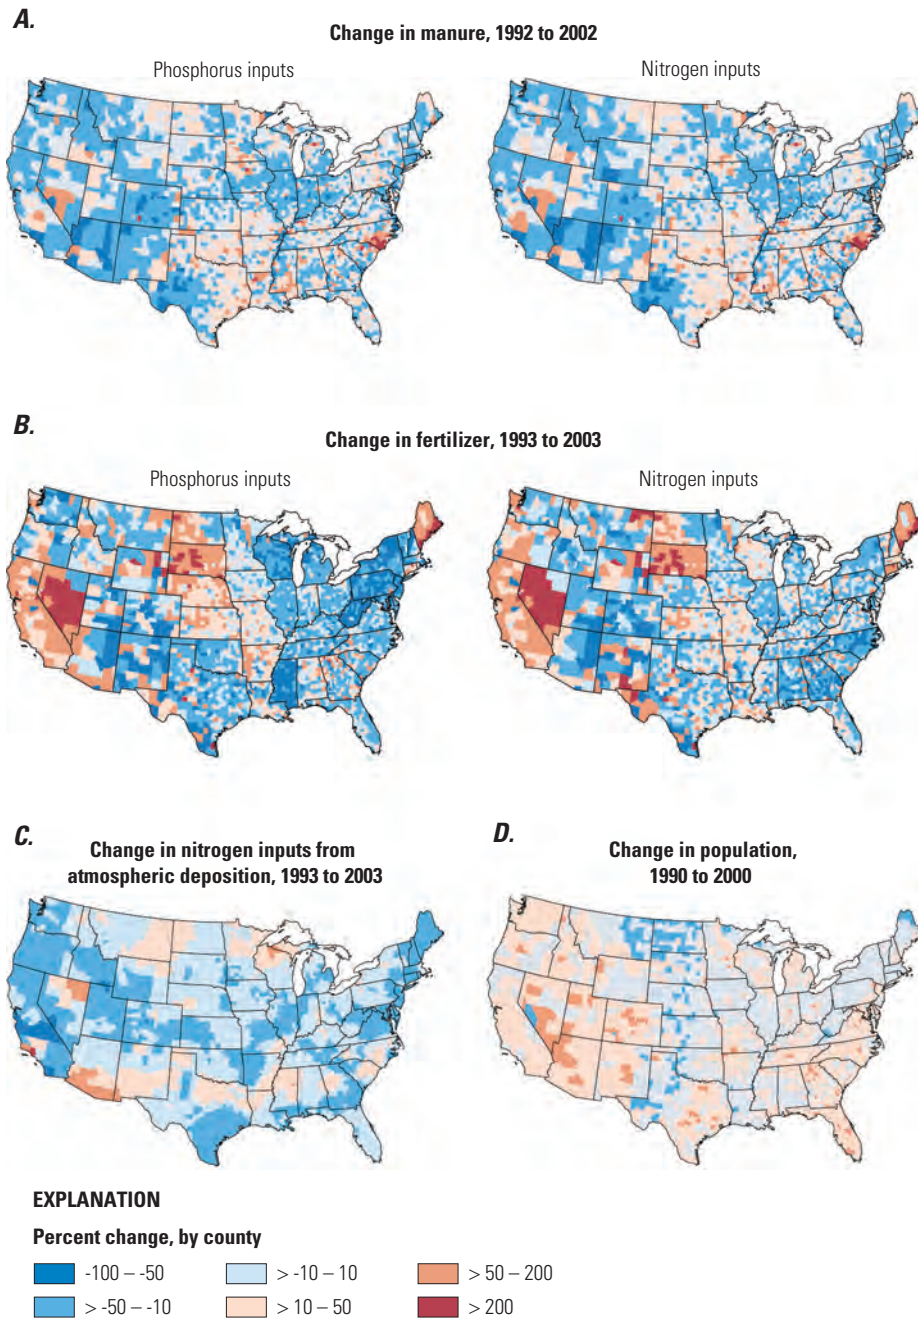 A.
Change in manure, 1992 to 2002
Phosphorus inputs
Nitrogen inputs
B.
Change in fertilizer, 1993 to 2003
Phosphorus inputs
Nitrogen inputs
C.
Change in nitrogen inputs from
atmospheric deposition, 1993 to 2003
D.
Change in population,
1990 to 2000
EXPLANATION
Percent change, by county
-100 – -50
> -10 – 10
> 50 – 200
> -50 – -10
> 10 – 50
> 200